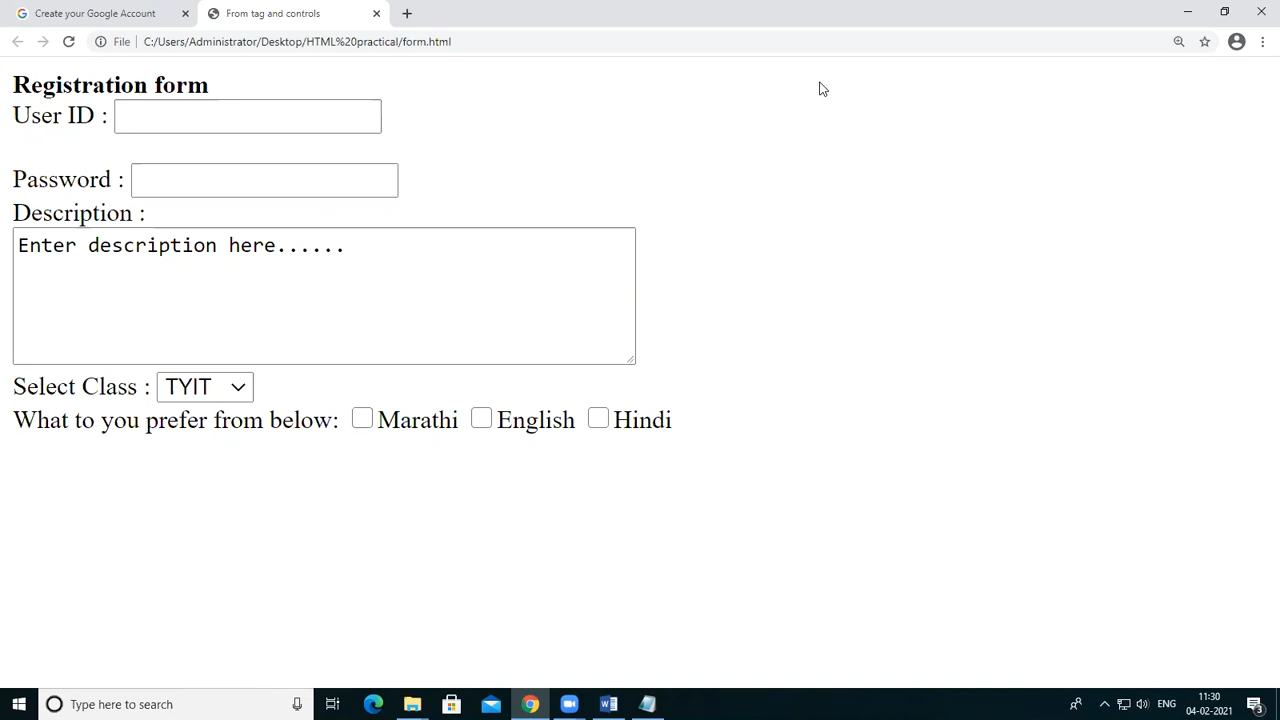 Create your Google Account
From tag and controls
File
C:/Users/Administrator/Desktop/HTML%20practical/form.html
Registration form
User ID :
Password :
Description :
Enter description here......
Select Class : TYIT
What to you prefer from below: Marathi English Hindi
Type here to search
ENG
11:30
04-02-2021
3